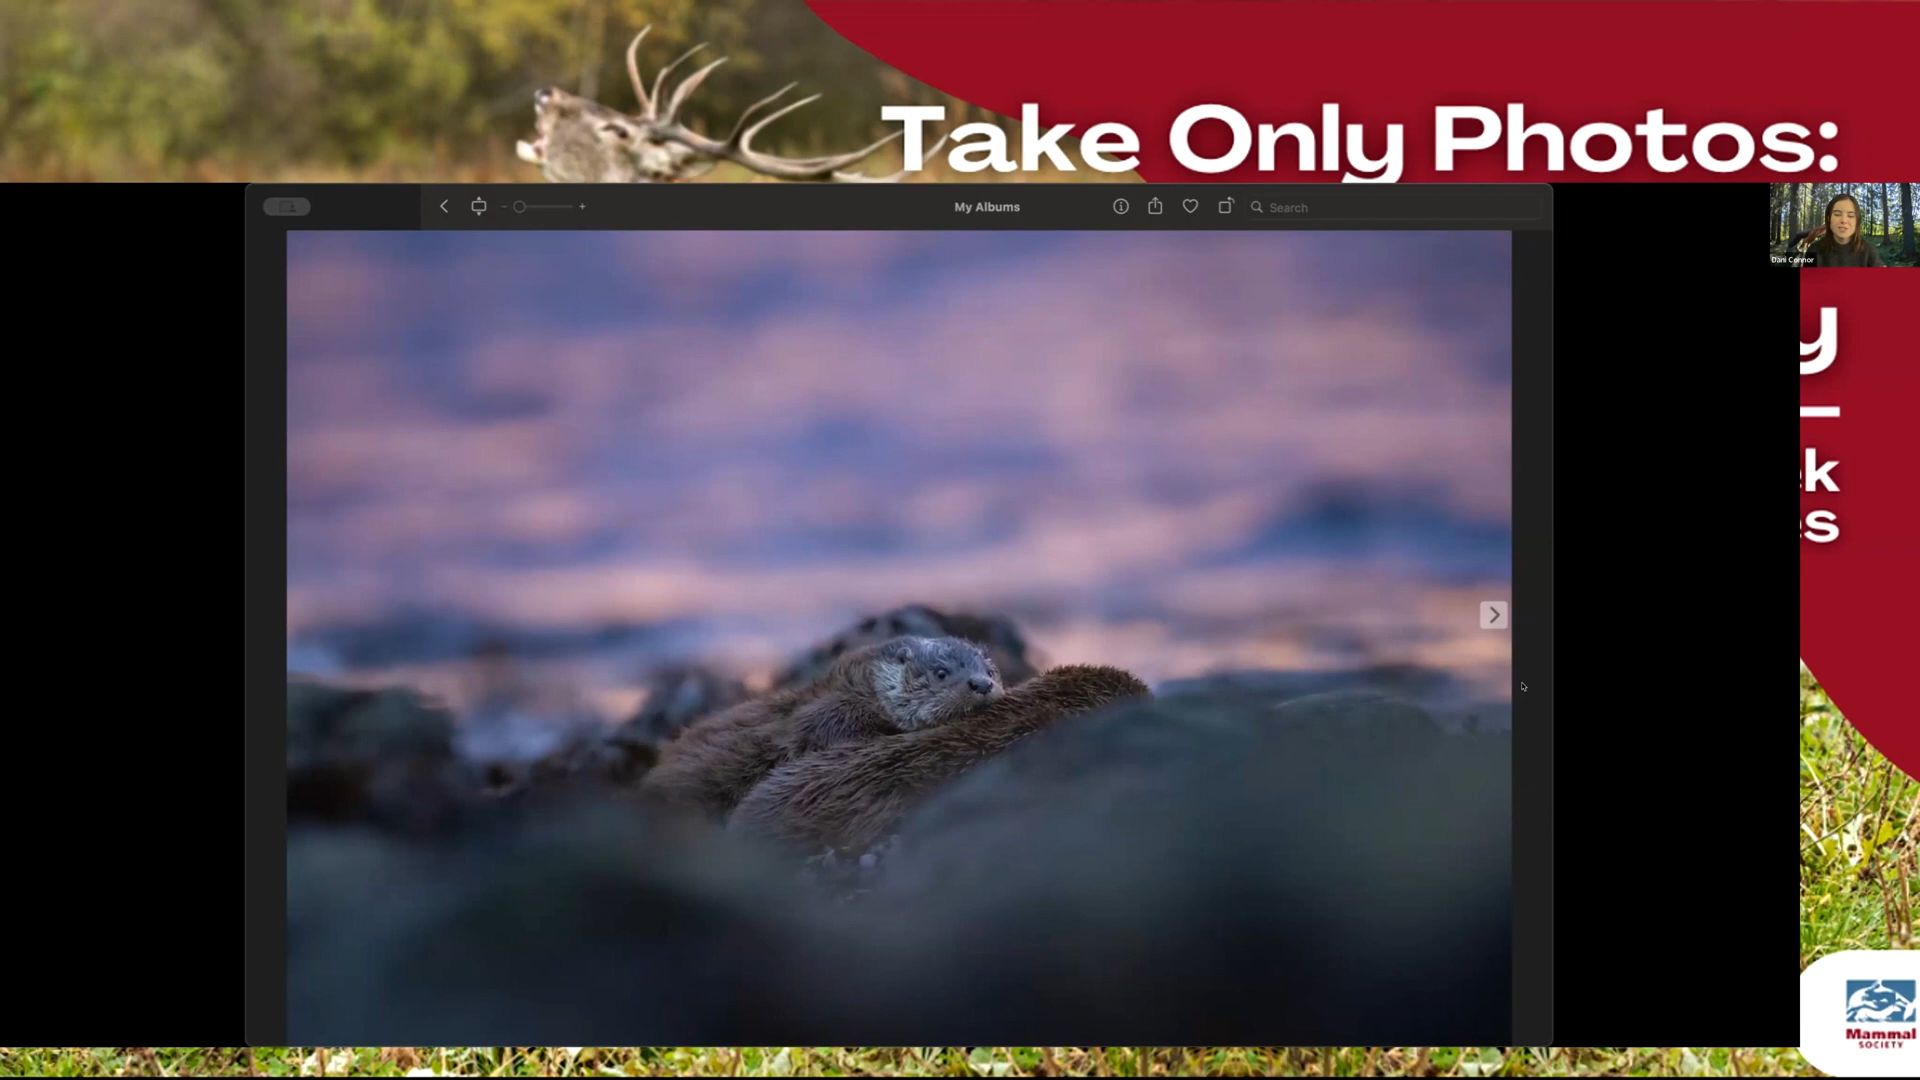 Take Only Photos:
My Albums
Search
Dani Connor
y
k
s
Mammal
SOCIETY